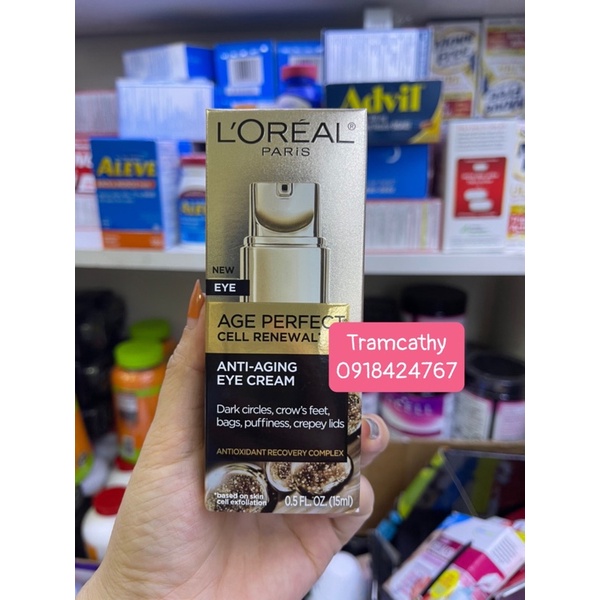 Advil
ALEVE
L'ORÉAL®
PARIS
NEW
EYE
AGE PERFECT
CELL RENEWAL
ANTI-AGING
EYE CREAM
Tramcathy
0918424767
Dark circles, crow's feet,
bags, puffiness, crepey lids
ANTIOXIDANT RECOVERY COMPLEX
*based on skin
cell exfoliation
0.5 FL. OZ. (15ml)